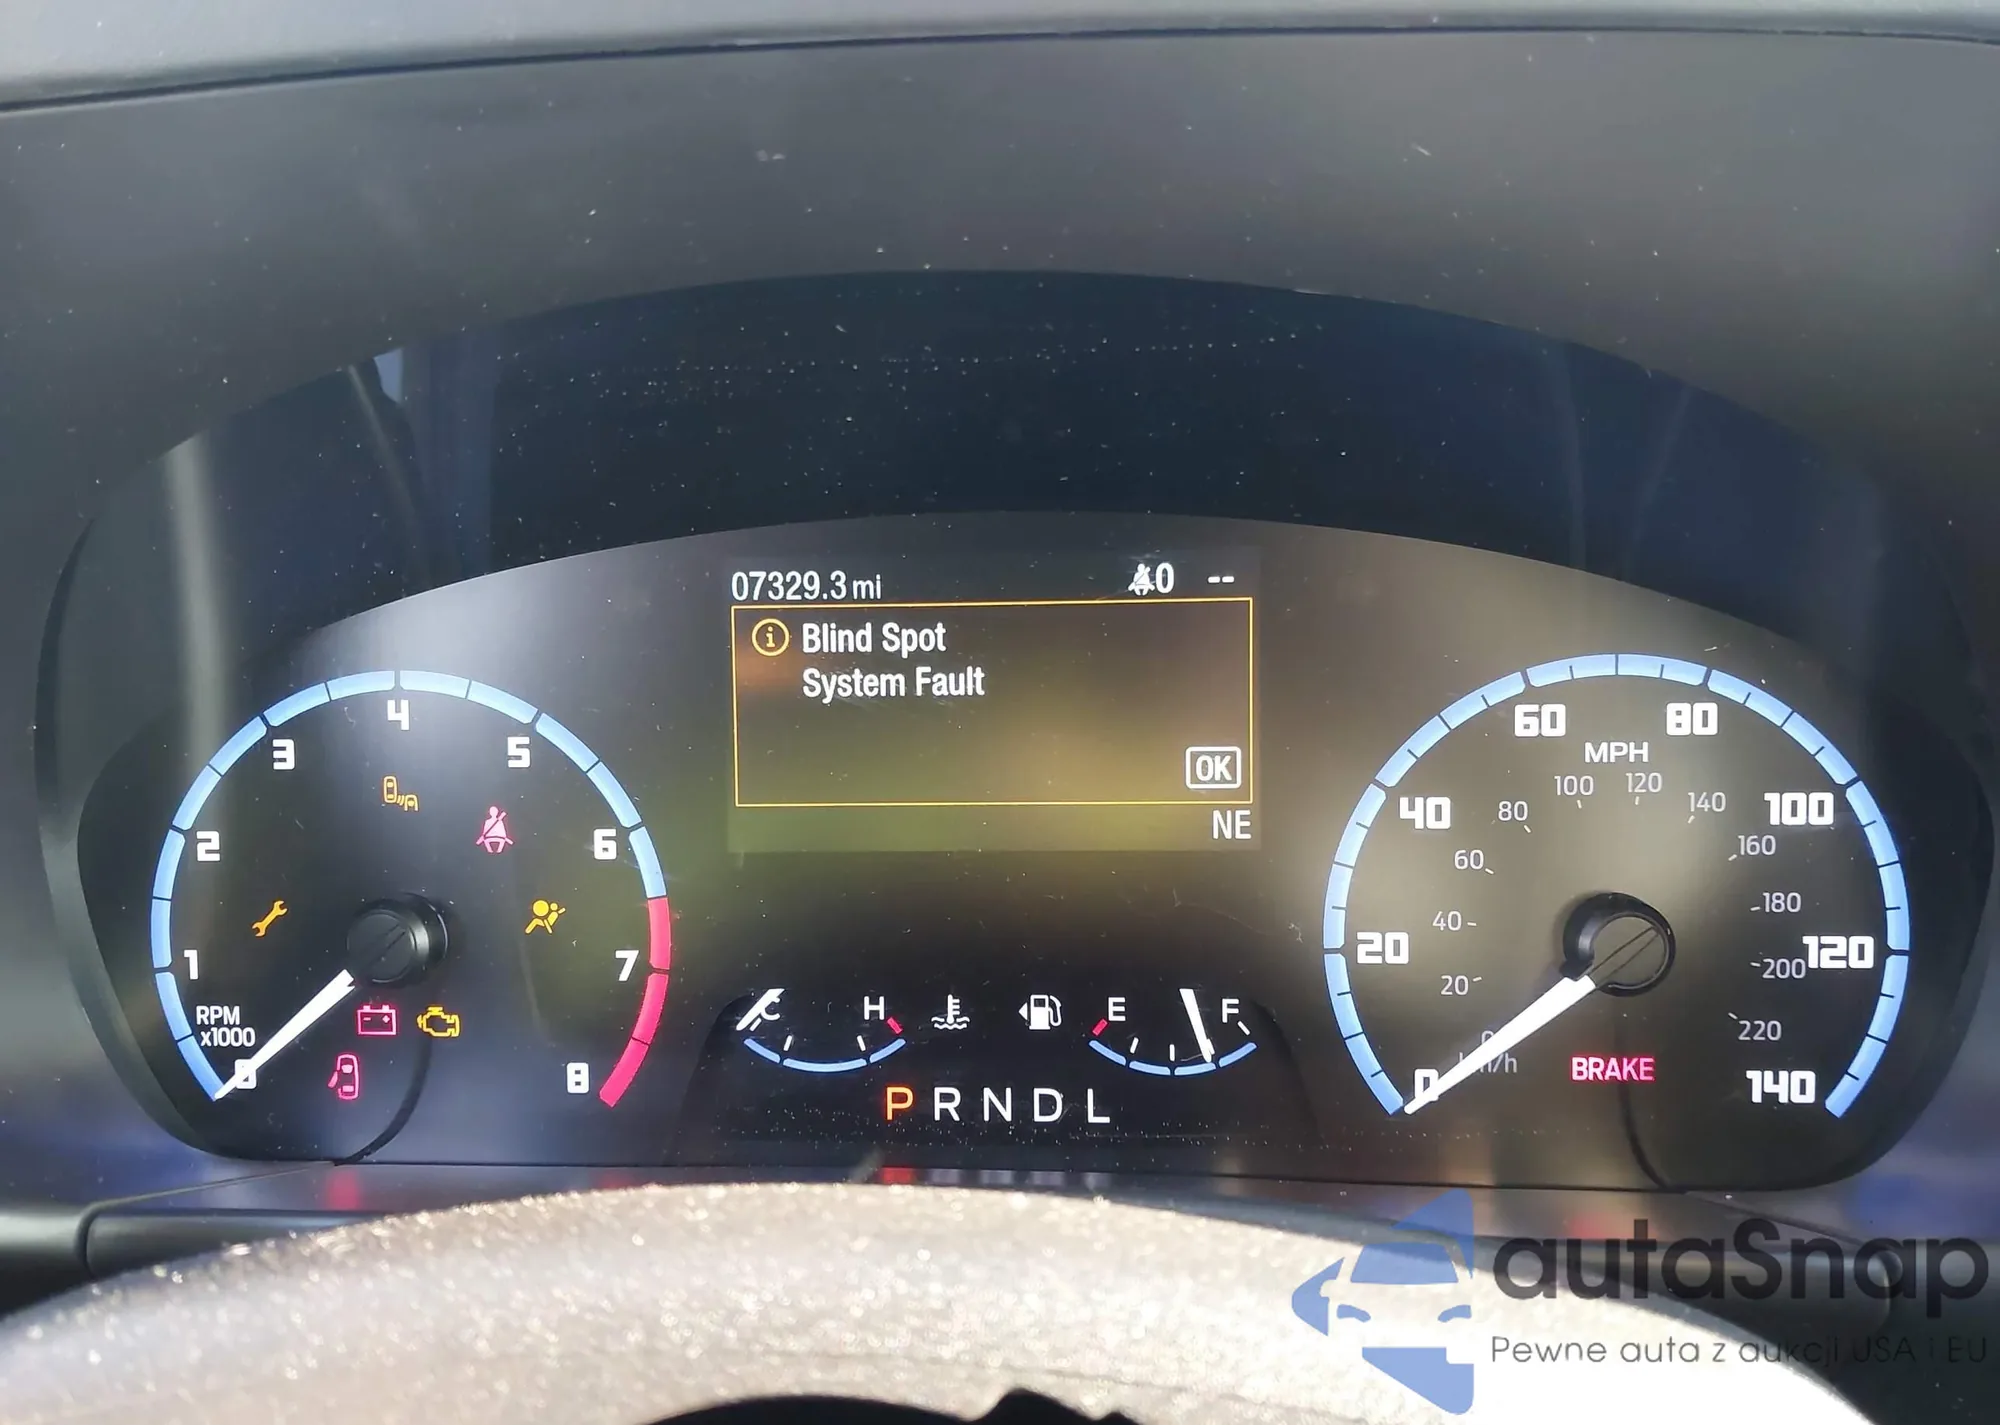 07329.3 mi 0 --
Blind Spot
System Fault
OK
NE
1 2 3 4 5 6 7 8
RPM
x1000
0
C H E F
P R N D L
0 20 40 60 80 100 120 140
MPH
20 40 60 80 100 120 140 160 180 200 220
0
km/h
BRAKE
autaSnap
Pewne auta z aukcji USA i EU